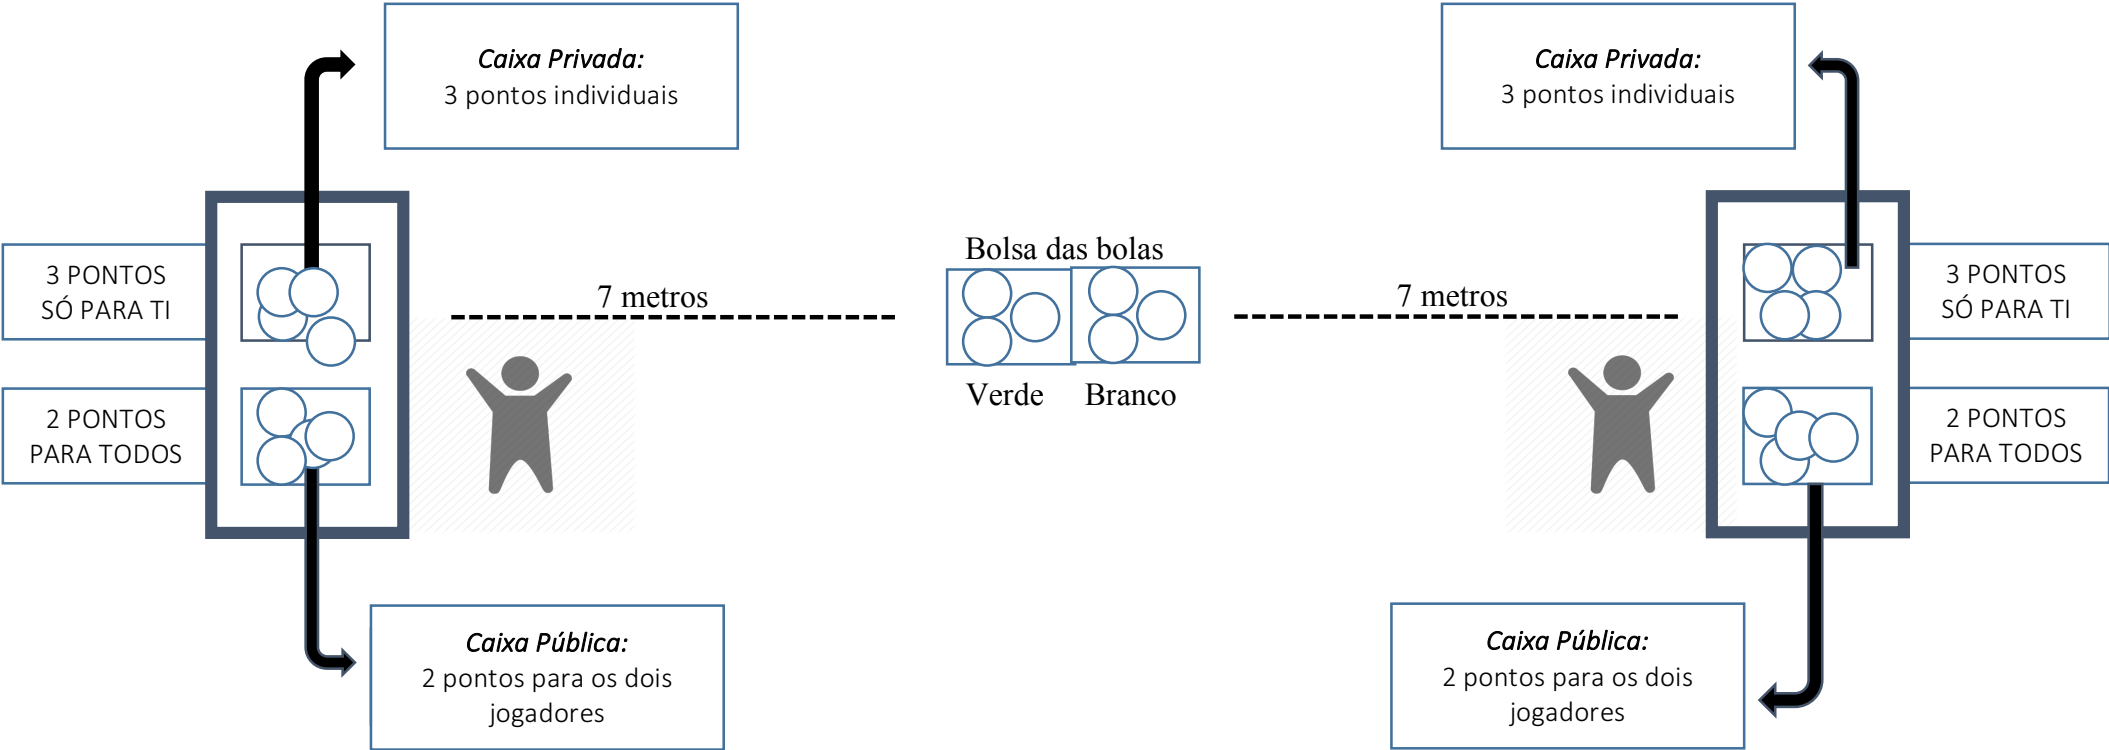 Caixa Privada:
3 pontos individuais
Caixa Privada:
3 pontos individuais
3 PONTOS
SÓ PARA TI
2 PONTOS
PARA TODOS
7 metros
Bolsa das bolas
Verde
Branco
7 metros
3 PONTOS
SÓ PARA TI
2 PONTOS
PARA TODOS
Caixa Pública:
2 pontos para os dois
jogadores
Caixa Pública:
2 pontos para os dois
jogadores